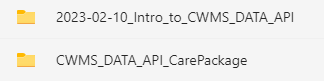 2023-02-10_Intro_to_CWMS_DATA_API
CWMS_DATA_API_CarePackage